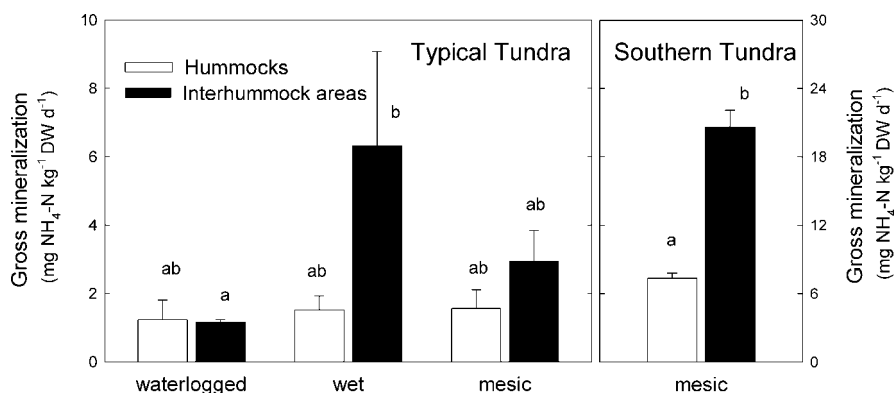 10
8
6
4
2
0
Gross mineralization
(mg NH₄-N kg⁻¹ DW d⁻¹)
Hummocks
Interhummock areas
Typical Tundra
ab
a
ab
b
ab
ab
waterlogged
wet
mesic
Southern Tundra
a
b
mesic
30
24
18
12
6
0
Gross mineralization
(mg NH₄-N kg⁻¹ DW d⁻¹)